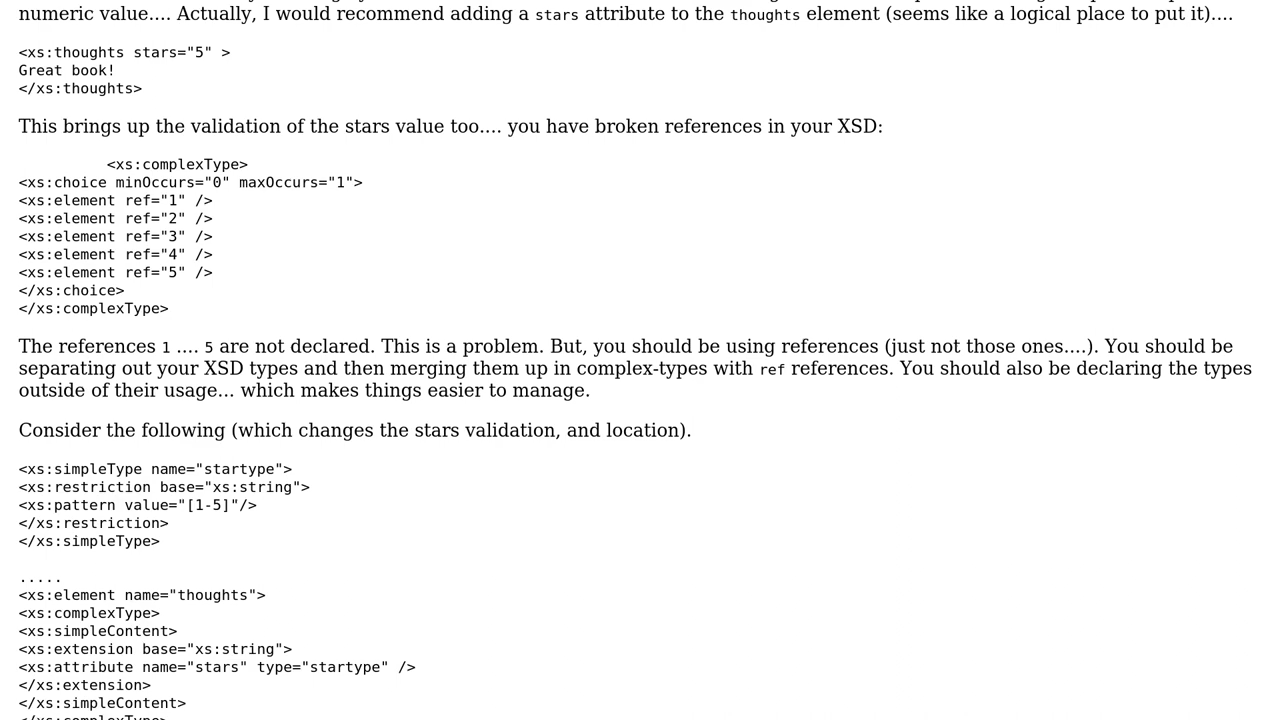 numeric value.... Actually, I would recommend adding a stars attribute to the thoughts element (seems like a logical place to put it)....
<xs:thoughts stars="5" >
Great book!
</xs:thoughts>
This brings up the validation of the stars value too.... you have broken references in your XSD:
<xs:complexType>
<xs:choice minOccurs="0" maxOccurs="1">
<xs:element ref="1" />
<xs:element ref="2" />
<xs:element ref="3" />
<xs:element ref="4" />
<xs:element ref="5" />
</xs:choice>
</xs:complexType>
The references 1 .... 5 are not declared. This is a problem. But, you should be using references (just not those ones....). You should be
separating out your XSD types and then merging them up in complex-types with ref references. You should also be declaring the types
outside of their usage... which makes things easier to manage.
Consider the following (which changes the stars validation, and location).
<xs:simpleType name="startype">
<xs:restriction base="xs:string">
<xs:pattern value="[1-5]"/>
</xs:restriction>
</xs:simpleType>
.....
<xs:element name="thoughts">
<xs:complexType>
<xs:simpleContent>
<xs:extension base="xs:string">
<xs:attribute name="stars" type="startype" />
</xs:extension>
</xs:simpleContent>
</xs:complexType>